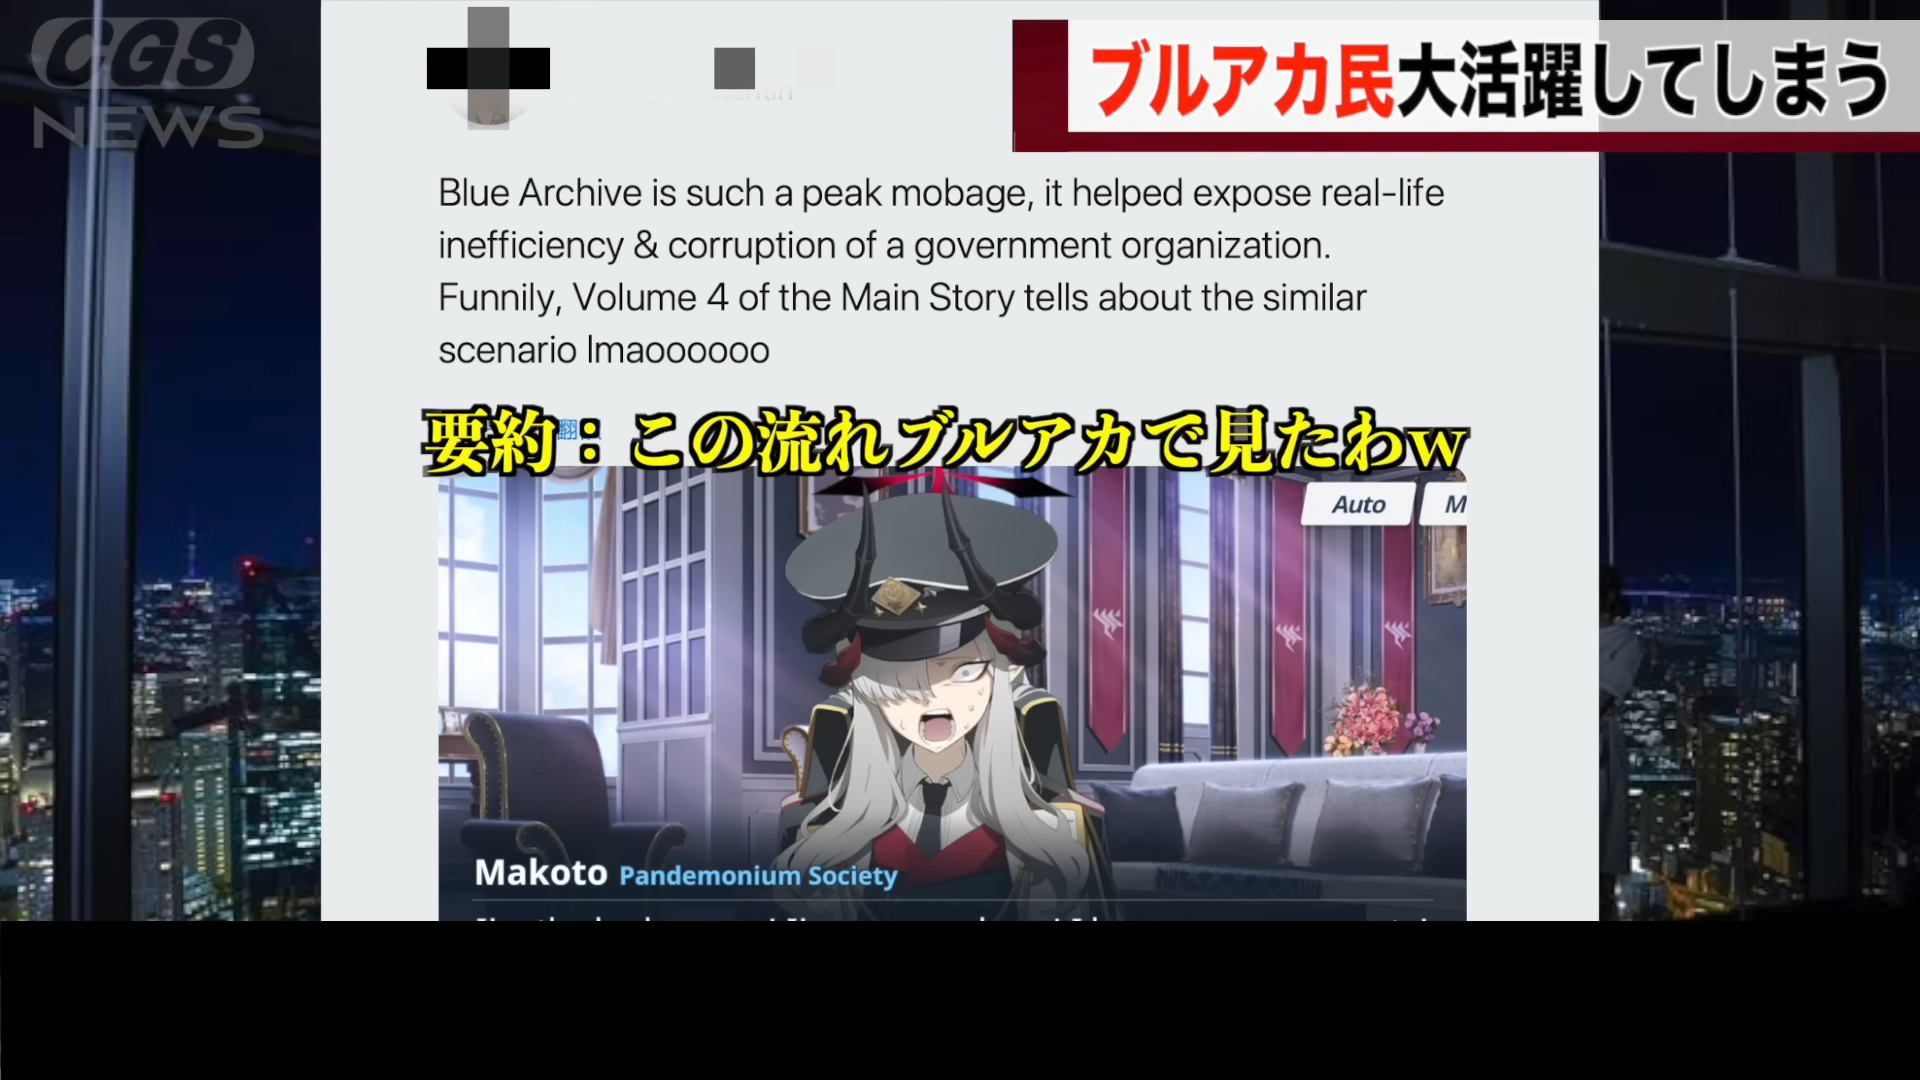 CGS
NEWS
ブルアカ民大活躍してしまう
Blue Archive is such a peak mobage, it helped expose real-life
inefficiency & corruption of a government organization.
Funnily, Volume 4 of the Main Story tells about the similar
scenario lmaoooooo
要約：この流れブルアカで見たわw
Auto
M
Makoto Pandemonium Society